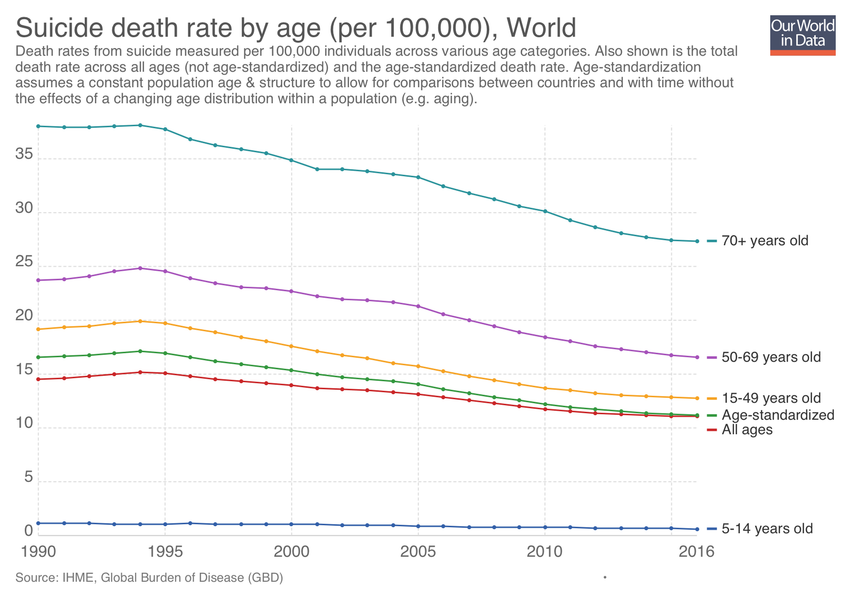 Suicide death rate by age (per 100,000), World
Our World
in Data
Death rates from suicide measured per 100,000 individuals across various age categories. Also shown is the total
death rate across all ages (not age-standardized) and the age-standardized death rate. Age-standardization
assumes a constant population age & structure to allow for comparisons between countries and with time without
the effects of a changing age distribution within a population (e.g. aging).
35
30
25
20
15
10
5
0
70+ years old
50-69 years old
15-49 years old
Age-standardized
All ages
5-14 years old
1990
1995
2000
2005
2010
2016
Source: IHME, Global Burden of Disease (GBD)